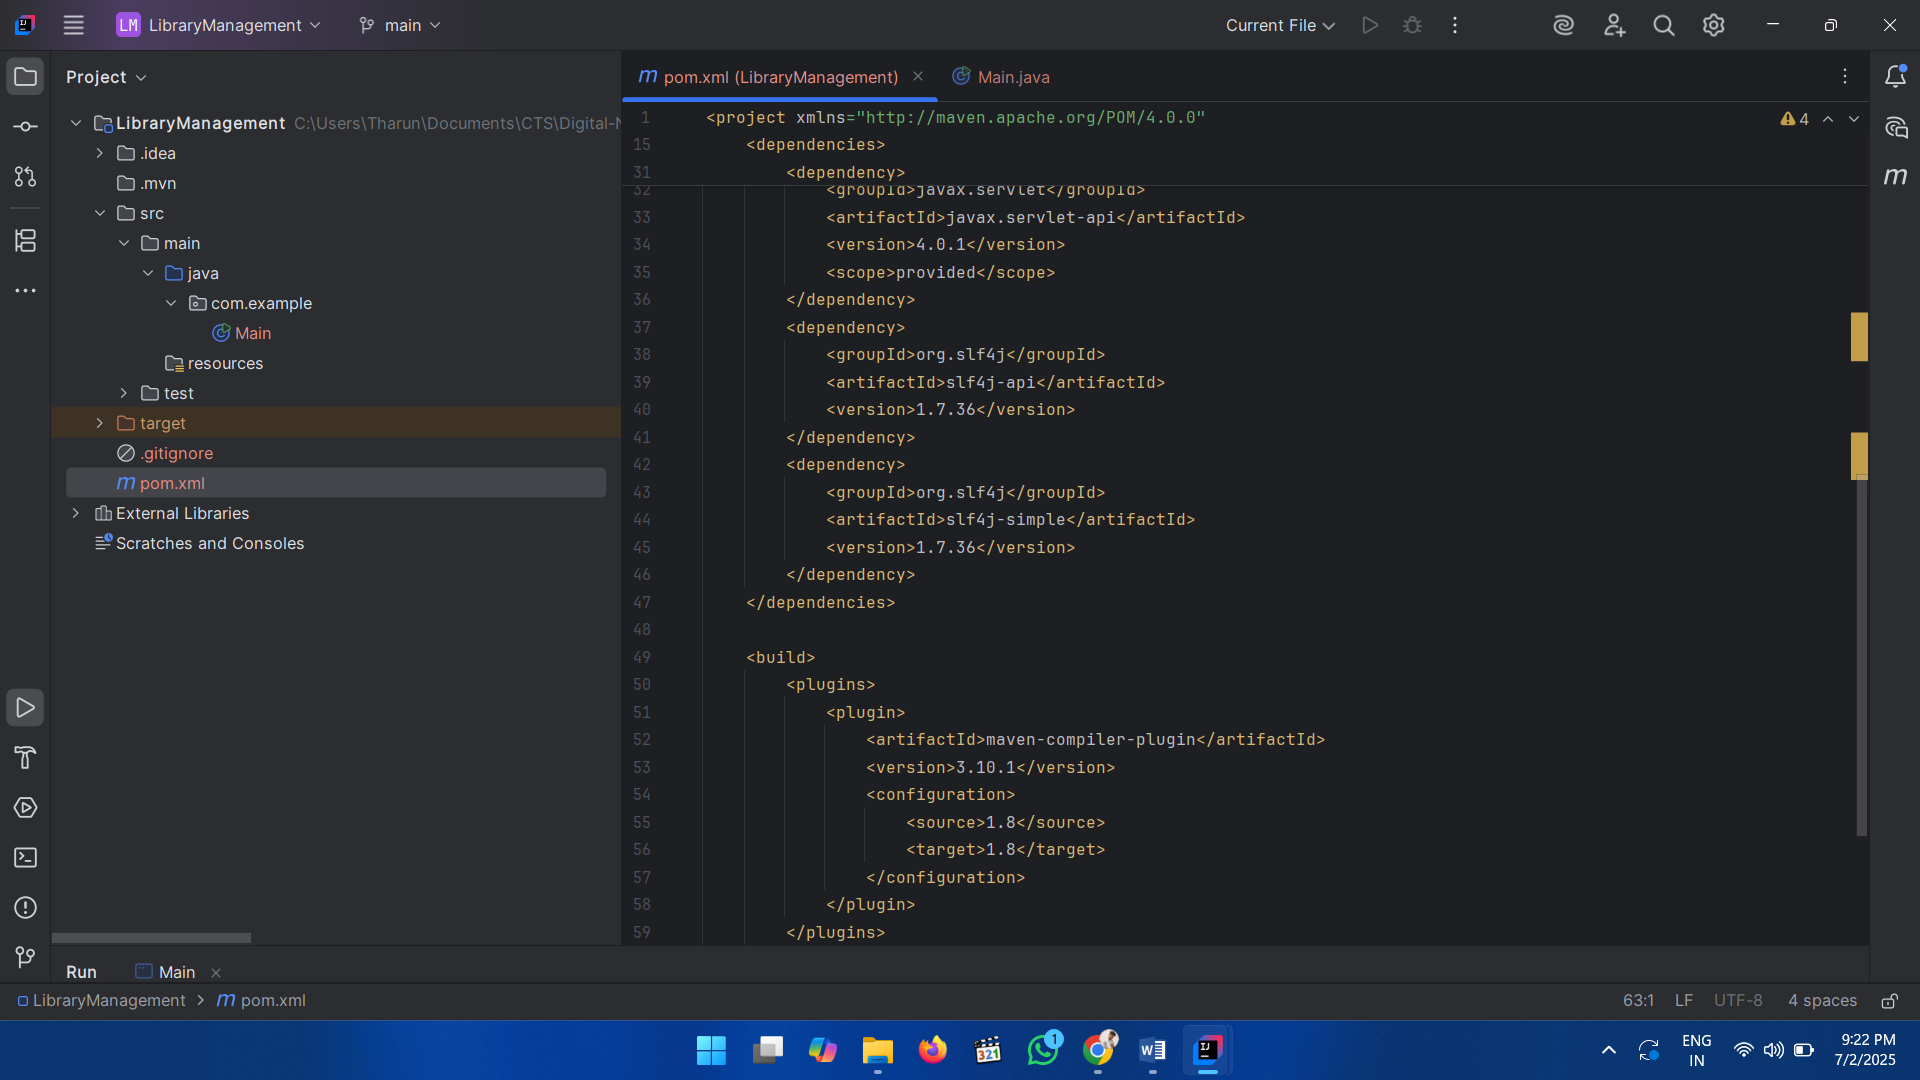 LM LibraryManagement main Current File
Project
pom.xml (LibraryManagement) Main.java
LibraryManagement C:\Users\Tharun\Documents\CTS\Digital-N
.idea
.mvn
src
main
java
com.example
Main
resources
test
target
.gitignore
pom.xml
External Libraries
Scratches and Consoles
4
1 <project xmlns="http://maven.apache.org/POM/4.0.0"
15 <dependencies>
31 <dependency>
32 <groupId>javax.servlet</groupId>
33 <artifactId>javax.servlet-api</artifactId>
34 <version>4.0.1</version>
35 <scope>provided</scope>
36 </dependency>
37 <dependency>
38 <groupId>org.slf4j</groupId>
39 <artifactId>slf4j-api</artifactId>
40 <version>1.7.36</version>
41 </dependency>
42 <dependency>
43 <groupId>org.slf4j</groupId>
44 <artifactId>slf4j-simple</artifactId>
45 <version>1.7.36</version>
46 </dependency>
47 </dependencies>
48
49 <build>
50 <plugins>
51 <plugin>
52 <artifactId>maven-compiler-plugin</artifactId>
53 <version>3.10.1</version>
54 <configuration>
55 <source>1.8</source>
56 <target>1.8</target>
57 </configuration>
58 </plugin>
59 </plugins>
Run Main
LibraryManagement > pom.xml 63:1 LF UTF-8 4 spaces
321
1
W
IJ
ENG
IN
9:22 PM
7/2/2025